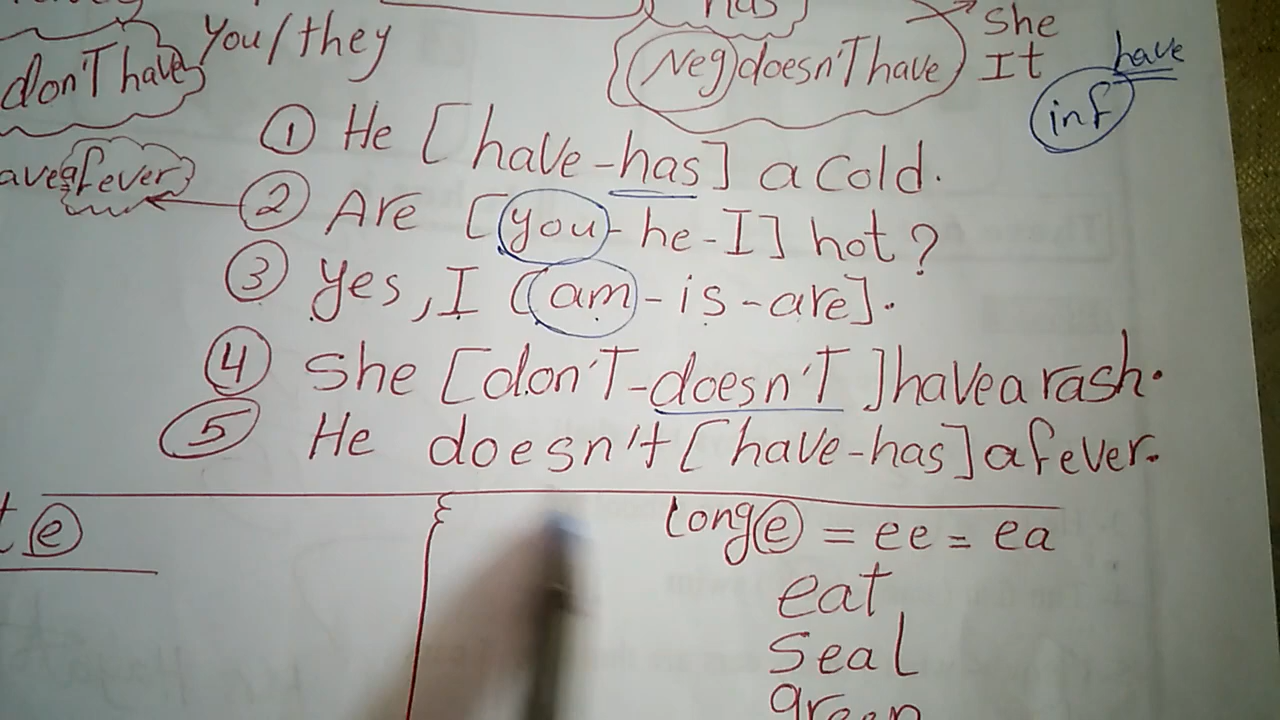 has
She
You/they
don'T have
Neg doesn'T have
It
have
inf
① He [have-has] a Cold.
a fever
② Are [you-he-I] hot?
③ Yes, I [am-is-are].
④ She [don'T-doesn'T] have a rash.
⑤ He doesn't [have-has] a fever.
e
Long e = ee = ea
eat
Seal
green